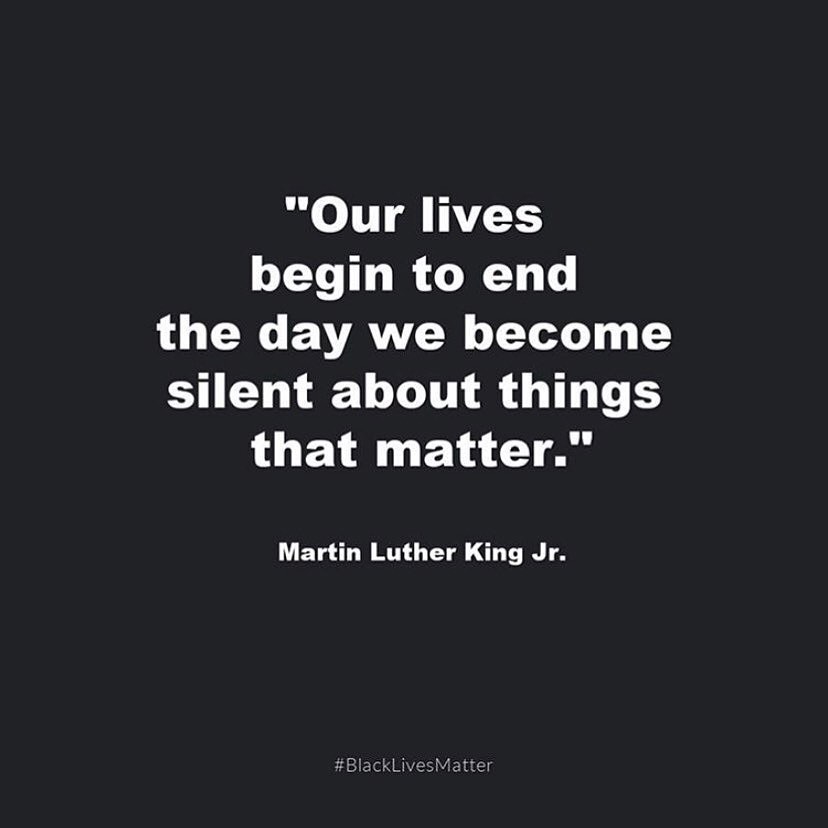 "Our lives
begin to end
the day we become
silent about things
that matter."
Martin Luther King Jr.
#BlackLivesMatter